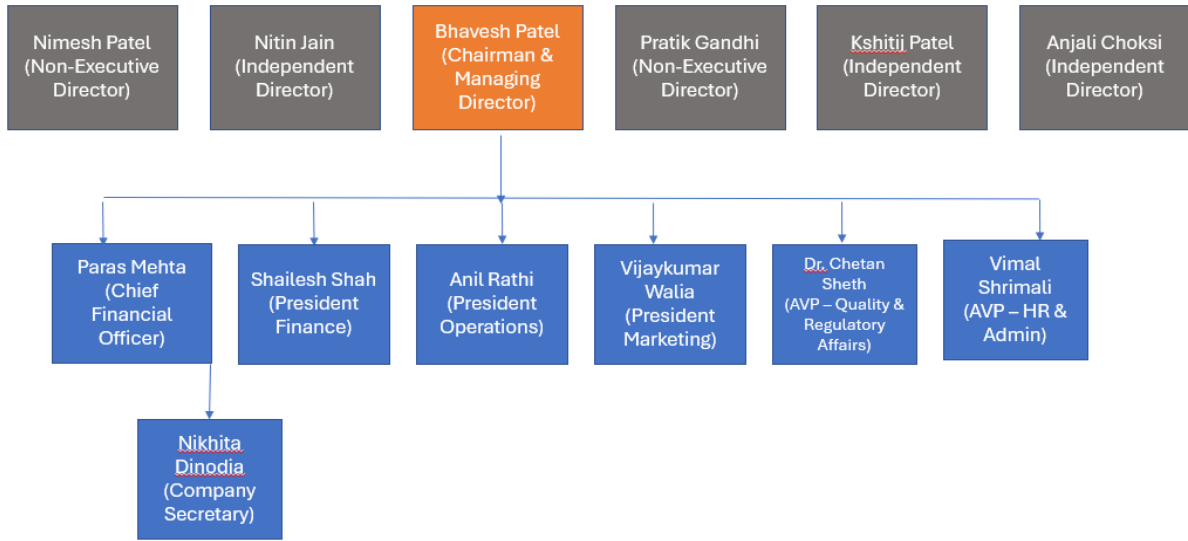 Nimesh Patel
(Non-Executive
Director)
Nitin Jain
(Independent
Director)
Bhavesh Patel
(Chairman &
Managing
Director)
Pratik Gandhi
(Non-Executive
Director)
Kshitij Patel
(Independent
Director)
Anjali Choksi
(Independent
Director)
Paras Mehta
(Chief
Financial
Officer)
Shailesh Shah
(President
Finance)
Anil Rathi
(President
Operations)
Vijaykumar
Walia
(President
Marketing)
Dr. Chetan
Sheth
(AVP – Quality &
Regulatory
Affairs)
Vimal
Shrimali
(AVP – HR &
Admin)
Nikhita
Dinodia
(Company
Secretary)